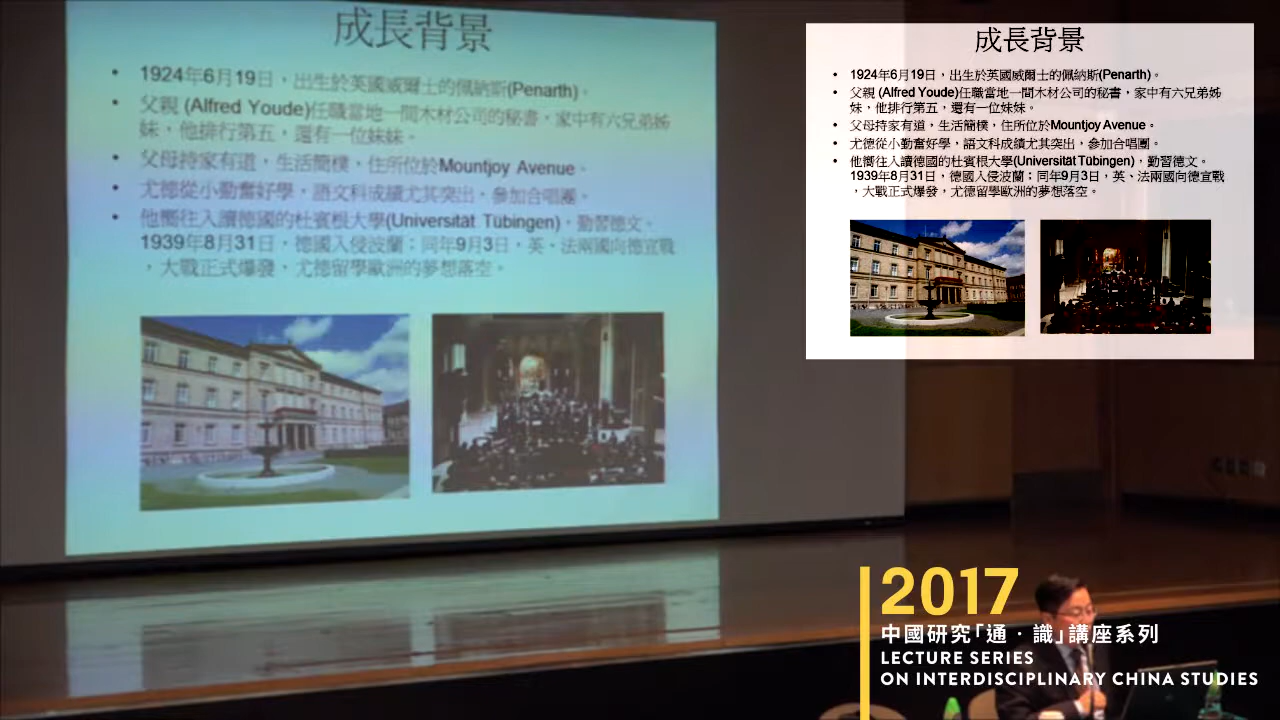 成長背景
• 1924年6月19日，出生於英國威爾士的佩納斯(Penarth)。
• 父親 (Alfred Youde)任職當地一間木材公司的秘書，家中有六兄弟姊
妹，他排行第五，還有一位妹妹。
• 父母持家有道，生活簡樸，住所位於Mountjoy Avenue。
• 尤德從小勤奮好學，語文科成績尤其突出，參加合唱團。
• 他嚮往入讀德國的杜賓根大學(Universität Tübingen)，勤習德文。
1939年8月31日，德國入侵波蘭；同年9月3日，英、法兩國向德宣戰
，大戰正式爆發，尤德留學歐洲的夢想落空。
成長背景
• 1924年6月19日，出生於英國威爾士的佩納斯(Penarth)。
• 父親 (Alfred Youde)任職當地一間木材公司的秘書，家中有六兄弟姊
妹，他排行第五，還有一位妹妹。
• 父母持家有道，生活簡樸，住所位於Mountjoy Avenue。
• 尤德從小勤奮好學，語文科成績尤其突出，參加合唱團。
• 他嚮往入讀德國的杜賓根大學(Universität Tübingen)，勤習德文。
1939年8月31日，德國入侵波蘭；同年9月3日，英、法兩國向德宣戰
，大戰正式爆發，尤德留學歐洲的夢想落空。
2017
中國研究「通．識」講座系列
LECTURE SERIES
ON INTERDISCIPLINARY CHINA STUDIES